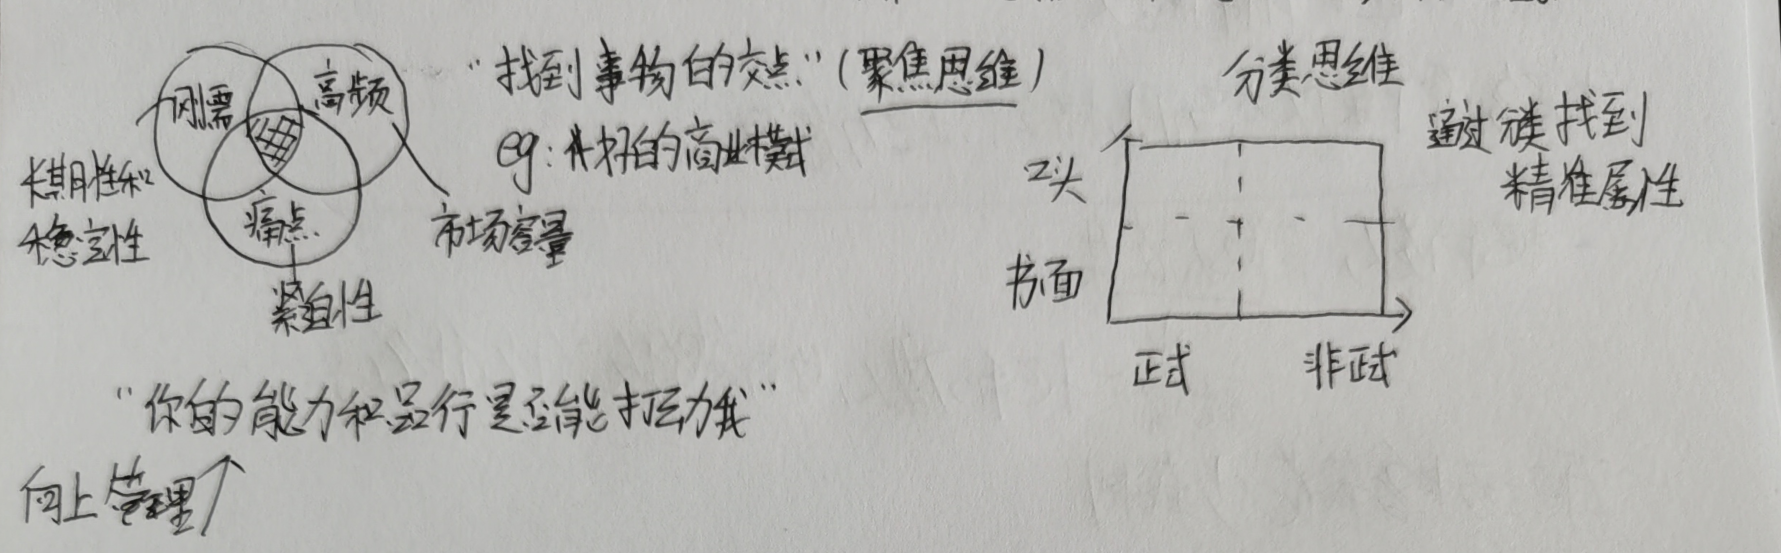 刚需
高频
痛点
长期性和
稳定性
紧迫性
市场容量
"找到事物的交点"(聚焦思维)
eg:好的商业模式
分类思维
通过分类找到
精准属性
口头
书面
正式
非正式
"你的能力和品行是否能打动我"
向上管理